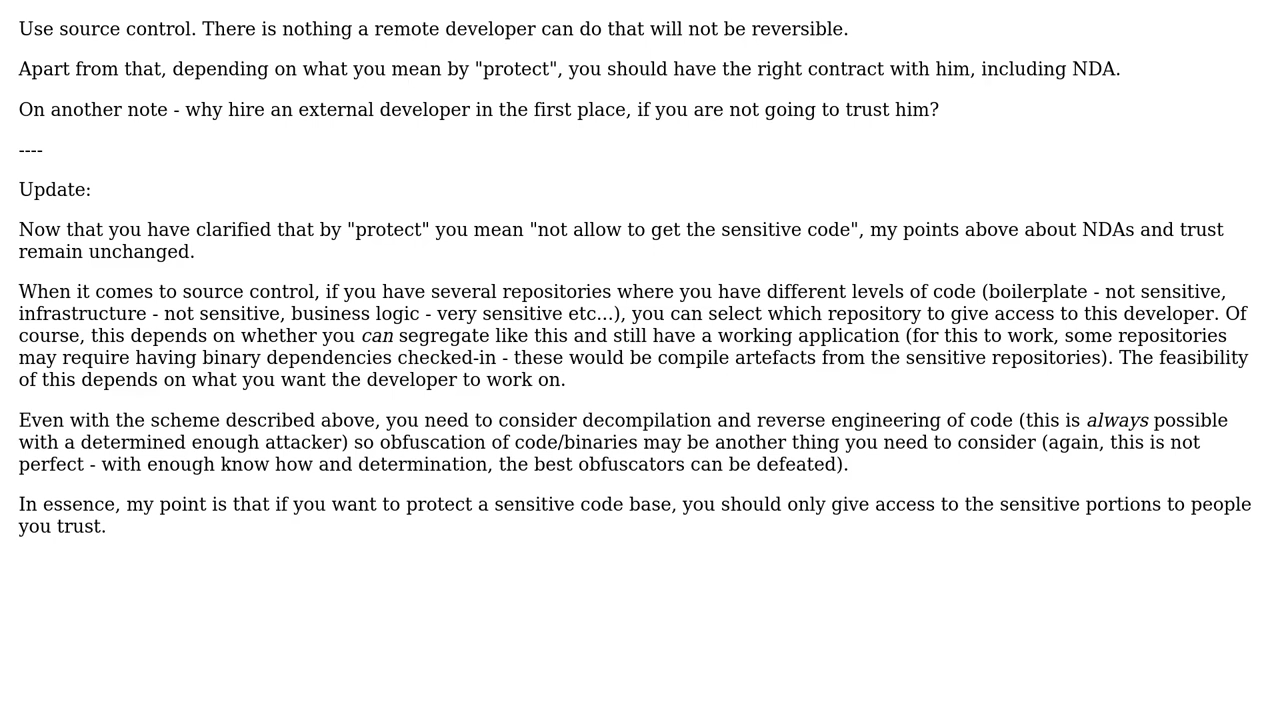 Use source control. There is nothing a remote developer can do that will not be reversible.
Apart from that, depending on what you mean by "protect", you should have the right contract with him, including NDA.
On another note - why hire an external developer in the first place, if you are not going to trust him?
----
Update:
Now that you have clarified that by "protect" you mean "not allow to get the sensitive code", my points above about NDAs and trust
remain unchanged.
When it comes to source control, if you have several repositories where you have different levels of code (boilerplate - not sensitive,
infrastructure - not sensitive, business logic - very sensitive etc...), you can select which repository to give access to this developer. Of
course, this depends on whether you can segregate like this and still have a working application (for this to work, some repositories
may require having binary dependencies checked-in - these would be compile artefacts from the sensitive repositories). The feasibility
of this depends on what you want the developer to work on.
Even with the scheme described above, you need to consider decompilation and reverse engineering of code (this is always possible
with a determined enough attacker) so obfuscation of code/binaries may be another thing you need to consider (again, this is not
perfect - with enough know how and determination, the best obfuscators can be defeated).
In essence, my point is that if you want to protect a sensitive code base, you should only give access to the sensitive portions to people
you trust.